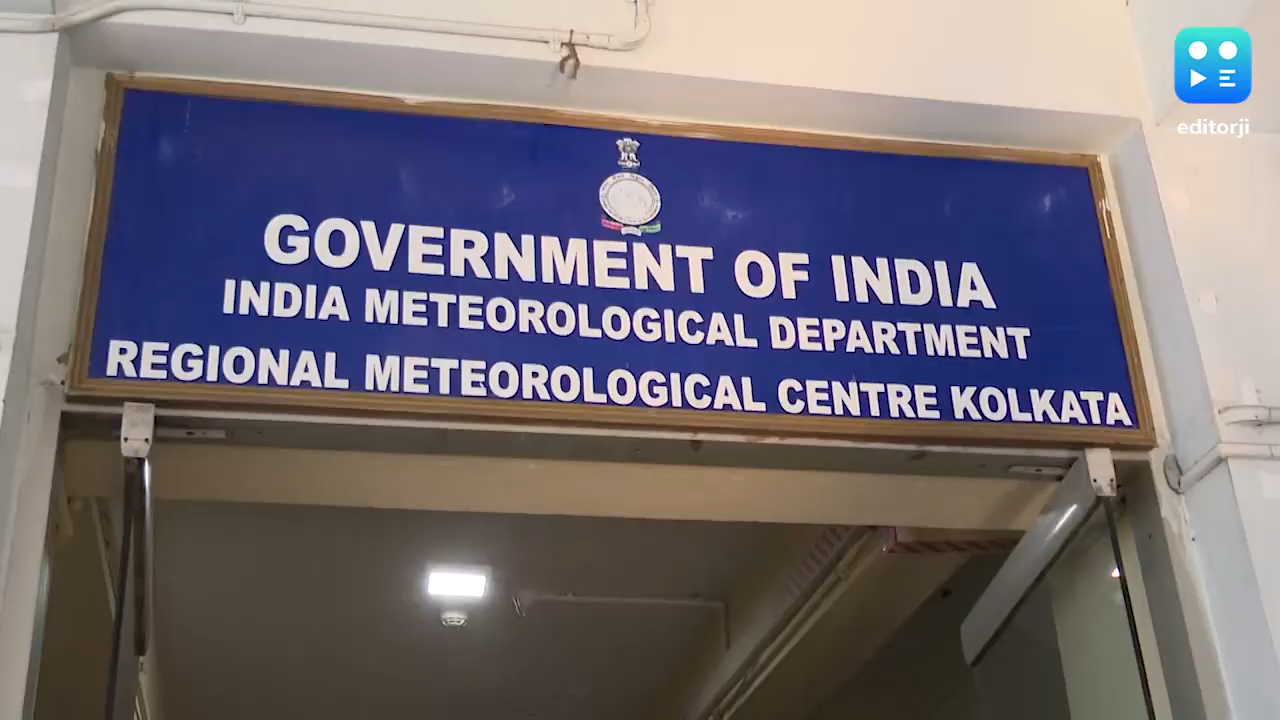 editorji
GOVERNMENT OF INDIA
INDIA METEOROLOGICAL DEPARTMENT
REGIONAL METEOROLOGICAL CENTRE KOLKATA